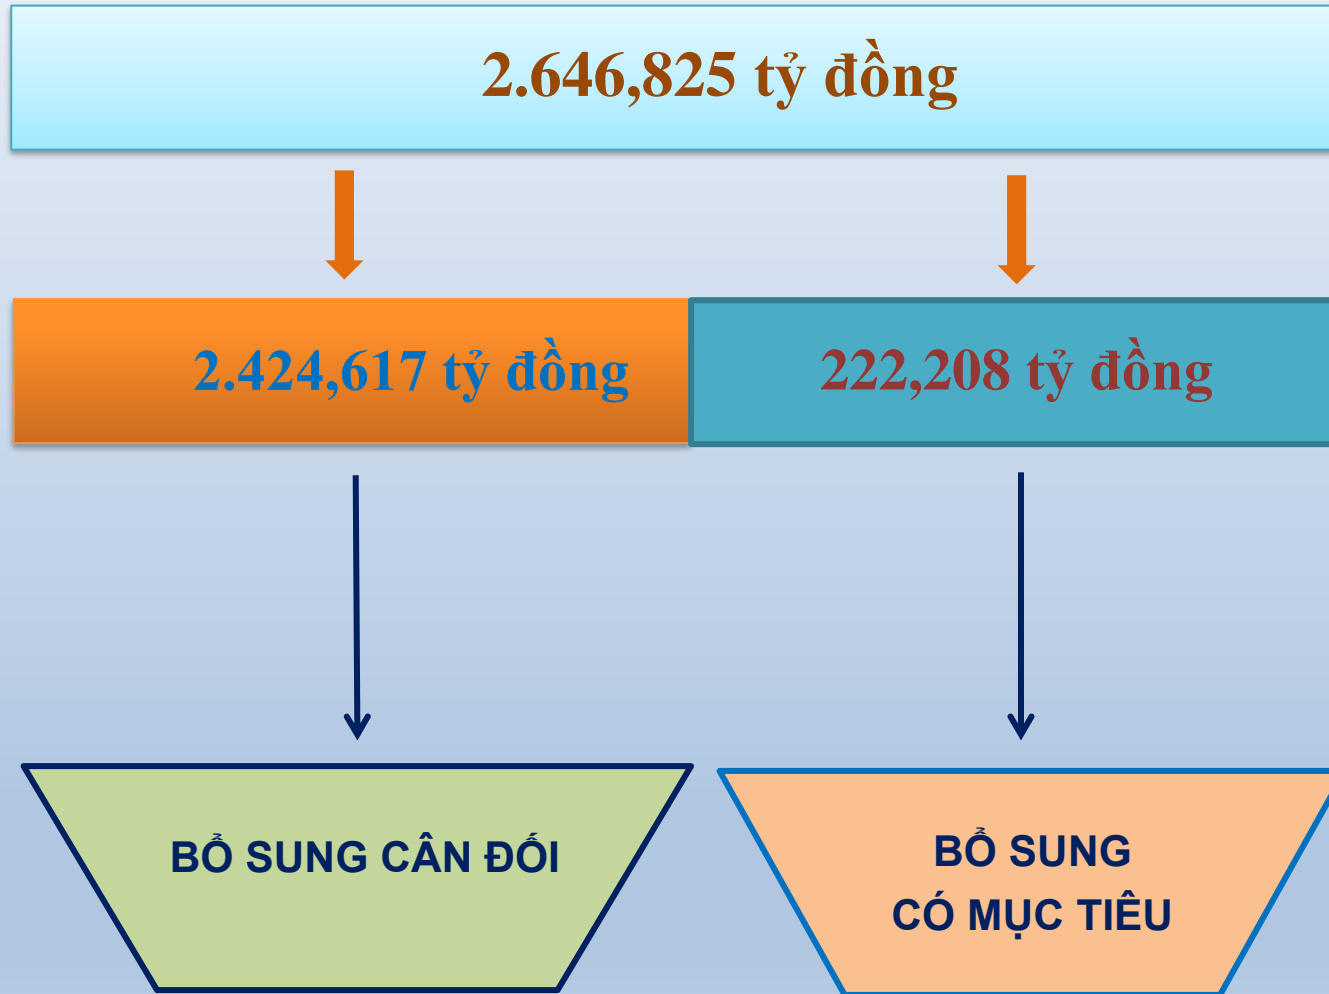 2.646,825 tỷ đồng
2.424,617 tỷ đồng
222,208 tỷ đồng
BỔ SUNG CÂN ĐỐI
BỔ SUNG
CÓ MỤC TIÊU